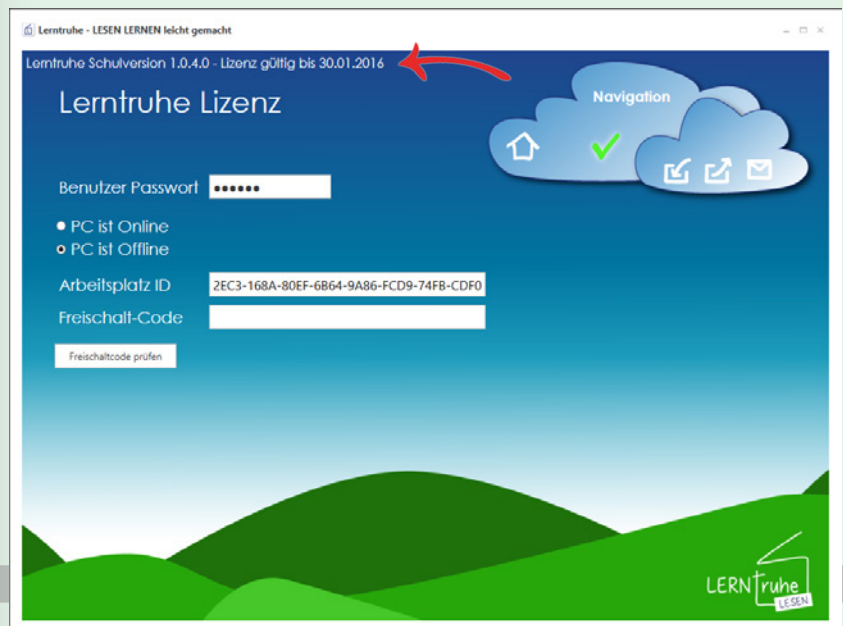 Lerntruhe - LESEN LERNEN leicht gemacht
Lerntruhe Schulversion 1.0.4.0 - Lizenz gültig bis 30.01.2016
Lerntruhe Lizenz
Navigation
Benutzer Passwort ●●●●●●
PC ist Online
PC ist Offline
Arbeitsplatz ID 2EC3-168A-80EF-6B64-9A86-FCD9-74FB-CDF0
Freischalt-Code
Freischaltcode prüfen
LERNTruhe
LESEN